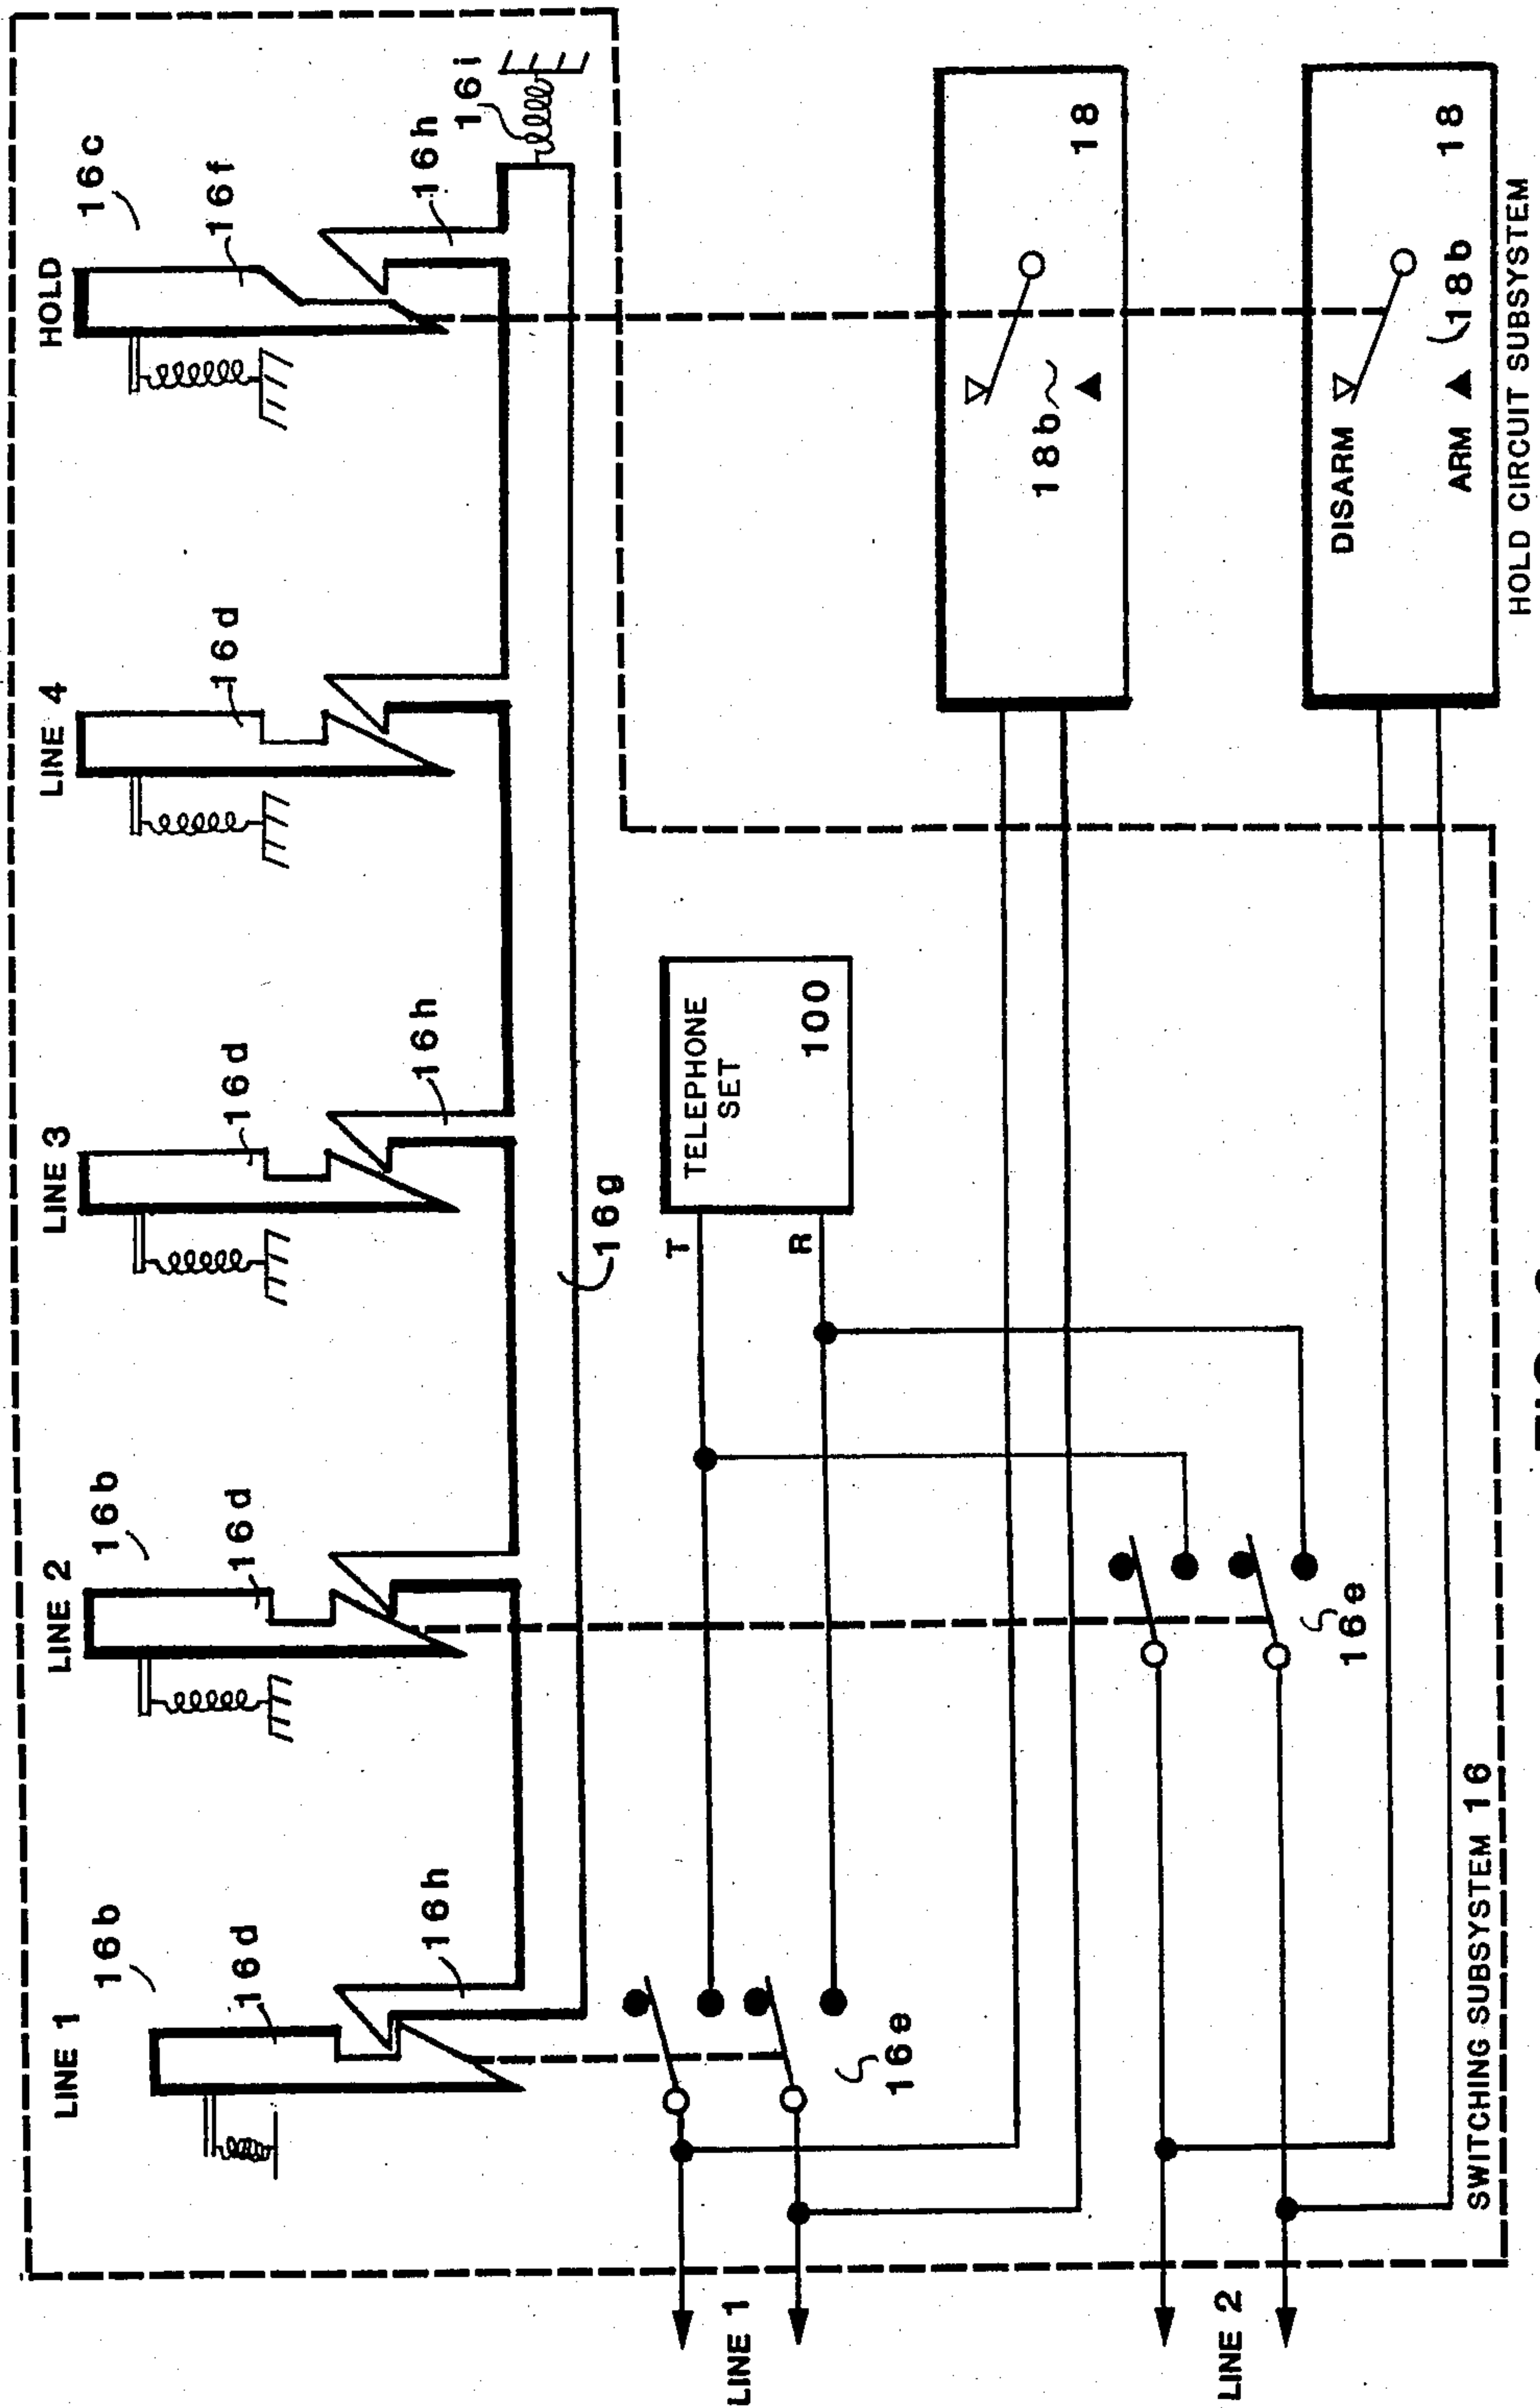 LINE 1
LINE 2
LINE 3
LINE 4
HOLD
16b
16b
16c
16d
16d
16d
16d
16f
16h
16h
16h
16i
16g
TELEPHONE
SET
100
T
R
16e
16e
LINE 1
LINE 2
18b
18
DISARM
ARM
18b
18
SWITCHING SUBSYSTEM 16
HOLD CIRCUIT SUBSYSTEM